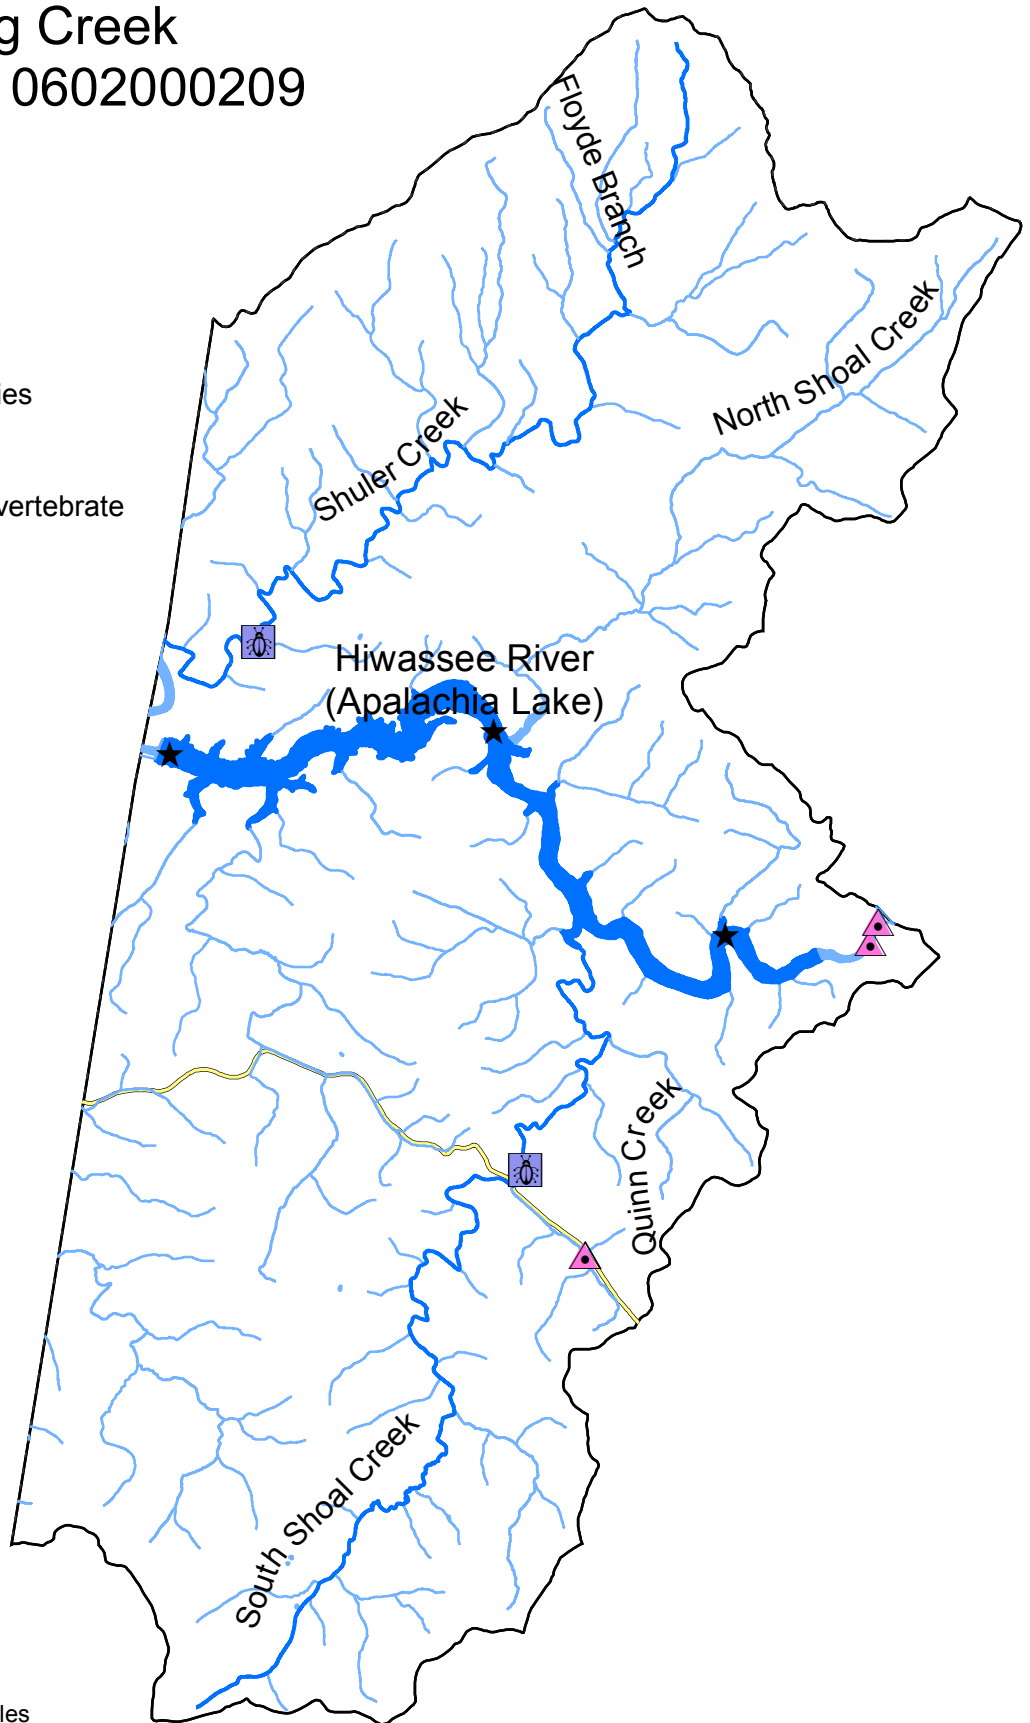 g Creek
0602000209
Floyde Branch
North Shoal Creek
ies
Shuler Creek
vertebrate
Hiwassee River
(Apalachia Lake)
Quinn Creek
South Shoal Creek
les